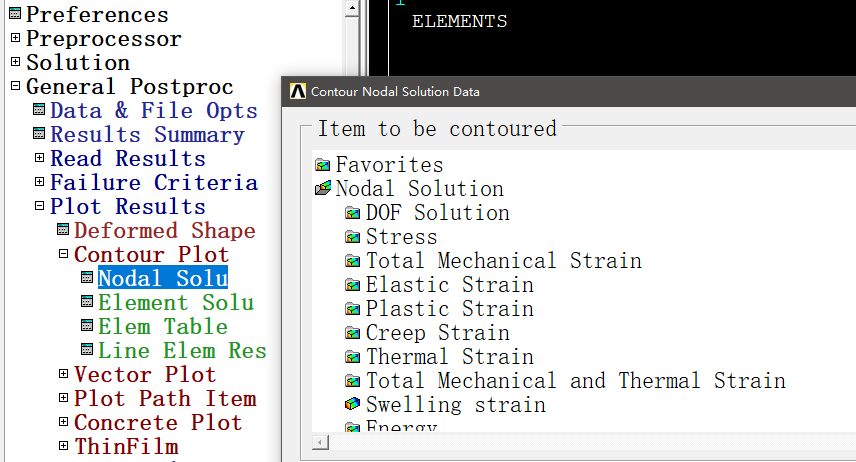 Preferences
Preprocessor
Solution
General Postproc
Data & File Opts
Results Summary
Read Results
Failure Criteria
Plot Results
Deformed Shape
Contour Plot
Nodal Solu
Element Solu
Elem Table
Line Elem Res
Vector Plot
Plot Path Item
Concrete Plot
ThinFilm
ELEMENTS
Contour Nodal Solution Data
Item to be contoured
Favorites
Nodal Solution
DOF Solution
Stress
Total Mechanical Strain
Elastic Strain
Plastic Strain
Creep Strain
Thermal Strain
Total Mechanical and Thermal Strain
Swelling strain
Energy